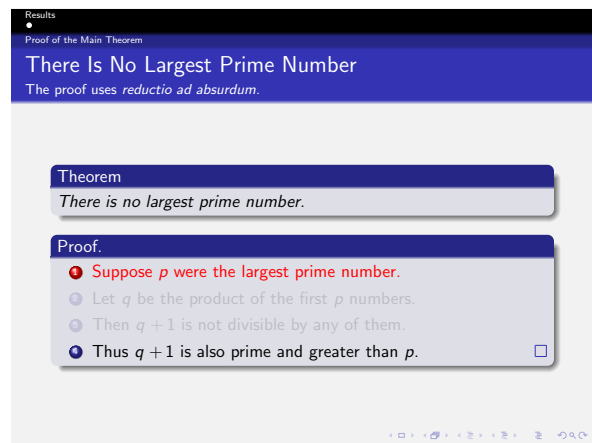 Results
Proof of the Main Theorem
There Is No Largest Prime Number
The proof uses reductio ad absurdum.
Theorem
There is no largest prime number.
Proof.
1 Suppose p were the largest prime number.
2 Let q be the product of the first p numbers.
3 Then q + 1 is not divisible by any of them.
4 Thus q + 1 is also prime and greater than p. □